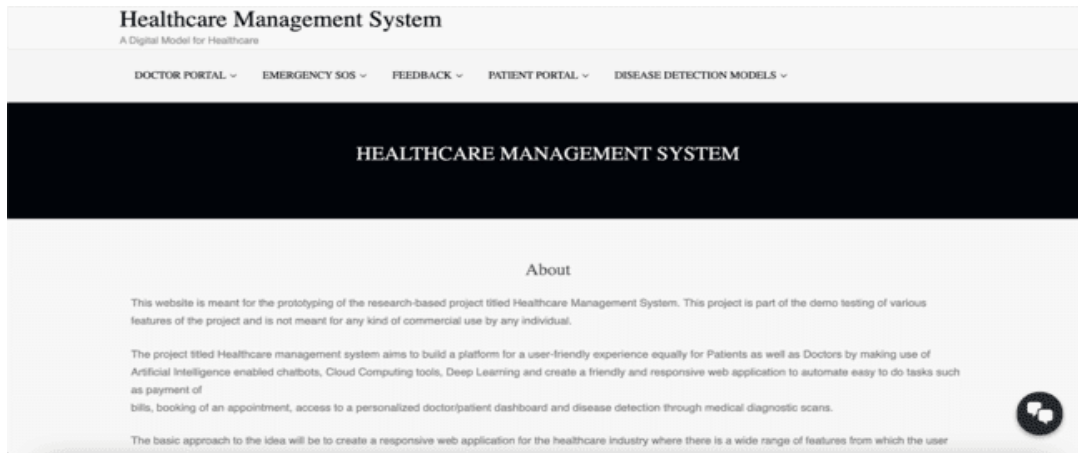 Healthcare Management System
A Digital Model for Healthcare
DOCTOR PORTAL EMERGENCY SOS FEEDBACK PATIENT PORTAL DISEASE DETECTION MODELS
HEALTHCARE MANAGEMENT SYSTEM
About
This website is meant for the prototyping of the research-based project titled Healthcare Management System. This project is part of the demo testing of various
features of the project and is not meant for any kind of commercial use by any individual.
The project titled Healthcare management system aims to build a platform for a user-friendly experience equally for Patients as well as Doctors by making use of
Artificial Intelligence enabled chatbots, Cloud Computing tools, Deep Learning and create a friendly and responsive web application to automate easy to do tasks such
as payment of
bills, booking of an appointment, access to a personalized doctor/patient dashboard and disease detection through medical diagnostic scans.
The basic approach to the idea will be to create a responsive web application for the healthcare industry where there is a wide range of features from which the user